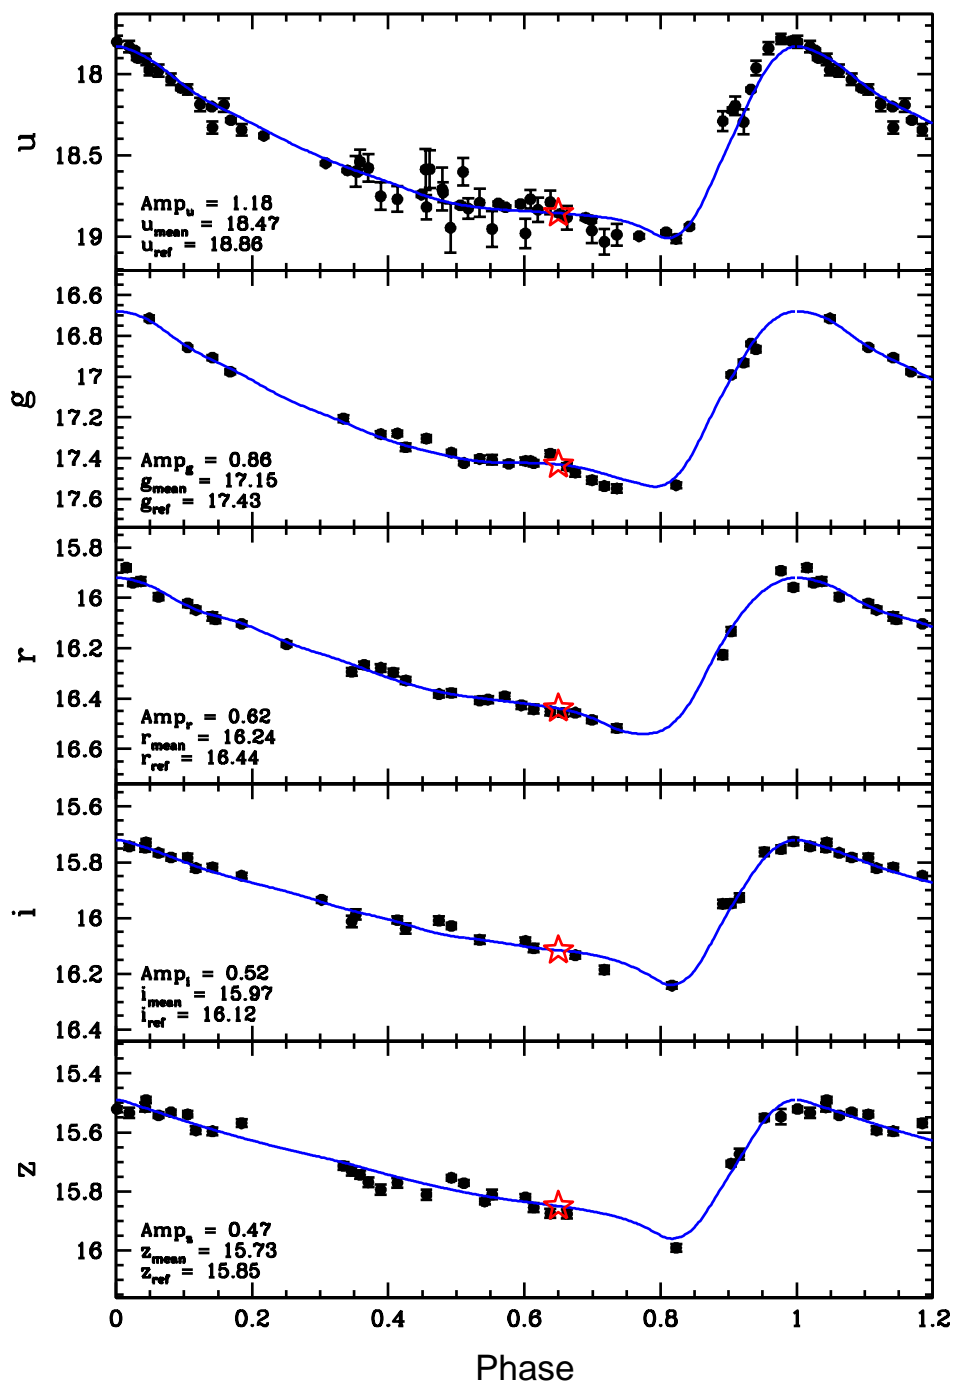 18
18.5
19
u
Amp_u = 1.18
u_mean = 18.47
u_ref = 18.86
16.6
16.8
17
17.2
17.4
17.6
g
Amp_g = 0.86
g_mean = 17.15
g_ref = 17.43
15.8
16
16.2
16.4
16.6
r
Amp_r = 0.62
r_mean = 16.24
r_ref = 16.44
15.6
15.8
16
16.2
16.4
i
Amp_i = 0.52
i_mean = 15.97
i_ref = 16.12
15.4
15.6
15.8
16
z
Amp_z = 0.47
z_mean = 15.73
z_ref = 15.85
0 0.2 0.4 0.6 0.8 1 1.2
Phase